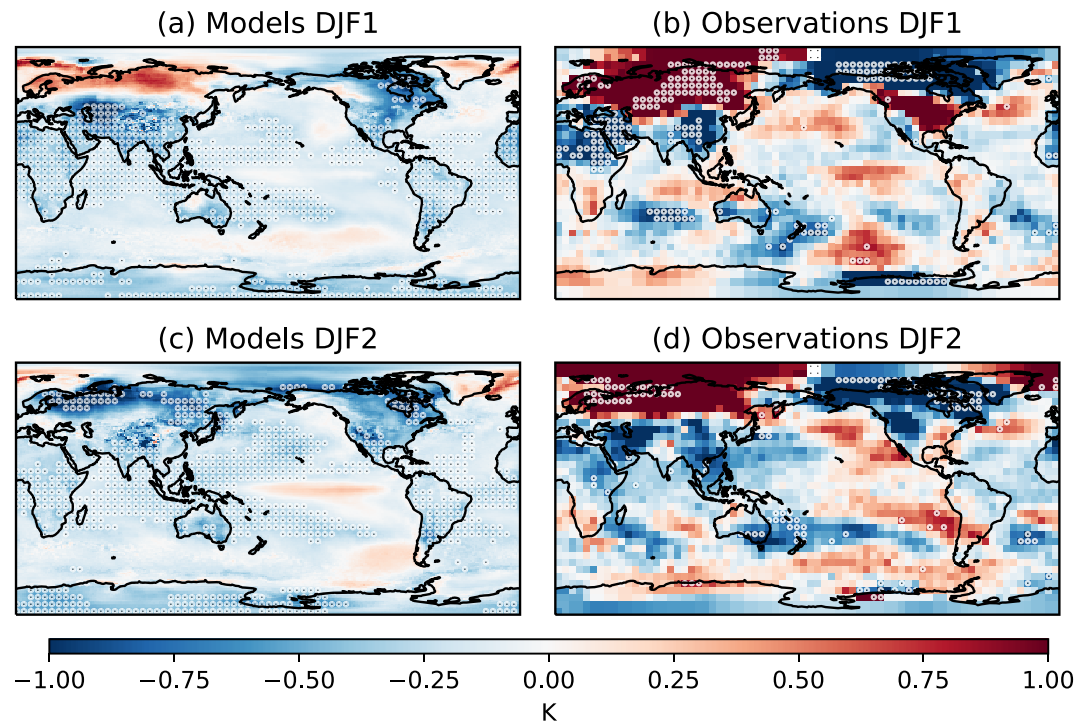 (a) Models DJF1
(b) Observations DJF1
(c) Models DJF2
(d) Observations DJF2
−1.00 −0.75 −0.50 −0.25 0.00 0.25 0.50 0.75 1.00
K